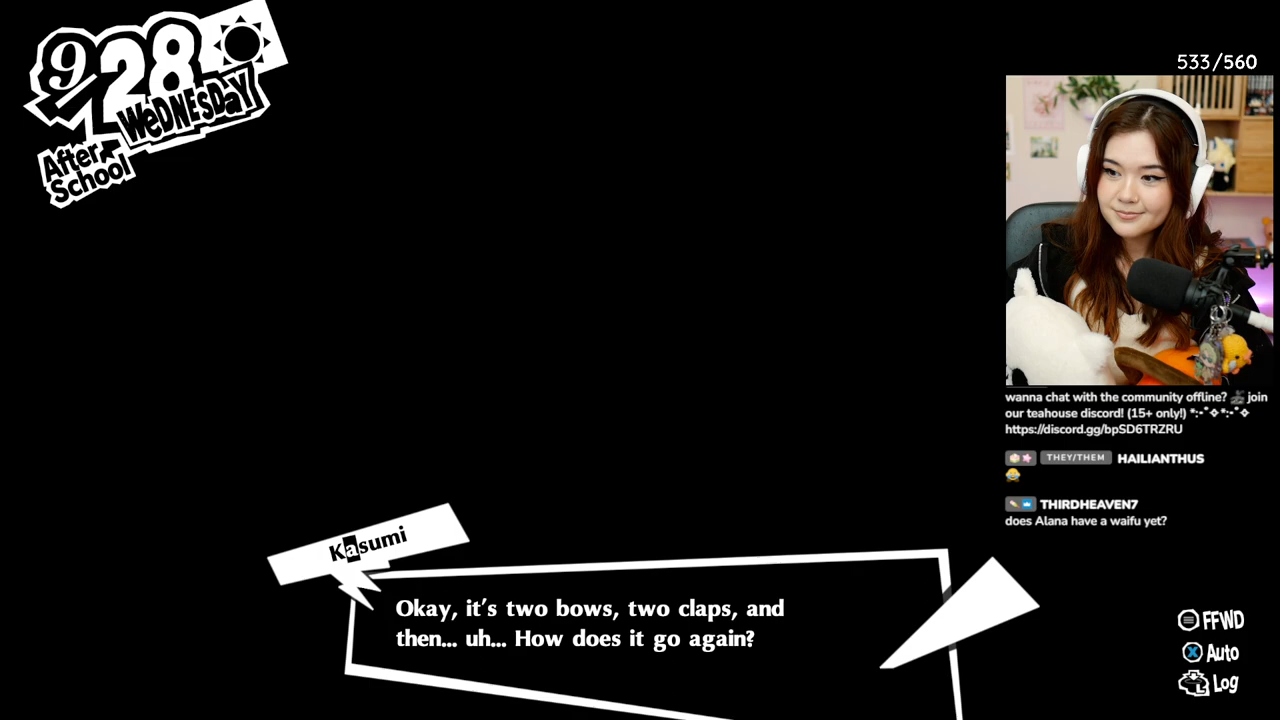 9/28
WeDNESDaY
After
School
533/560
wanna chat with the community offline? join
our teahouse discord! (15+ only!) *:･ﾟ✧*:･ﾟ✧
https://discord.gg/bpSD6TRZRU
THEY/THEM HAILIANTHUS
THIRDHEAVEN7
does Alana have a waifu yet?
Kasumi
Okay, it's two bows, two claps, and
then... uh... How does it go again?
FFWD
Auto
Log